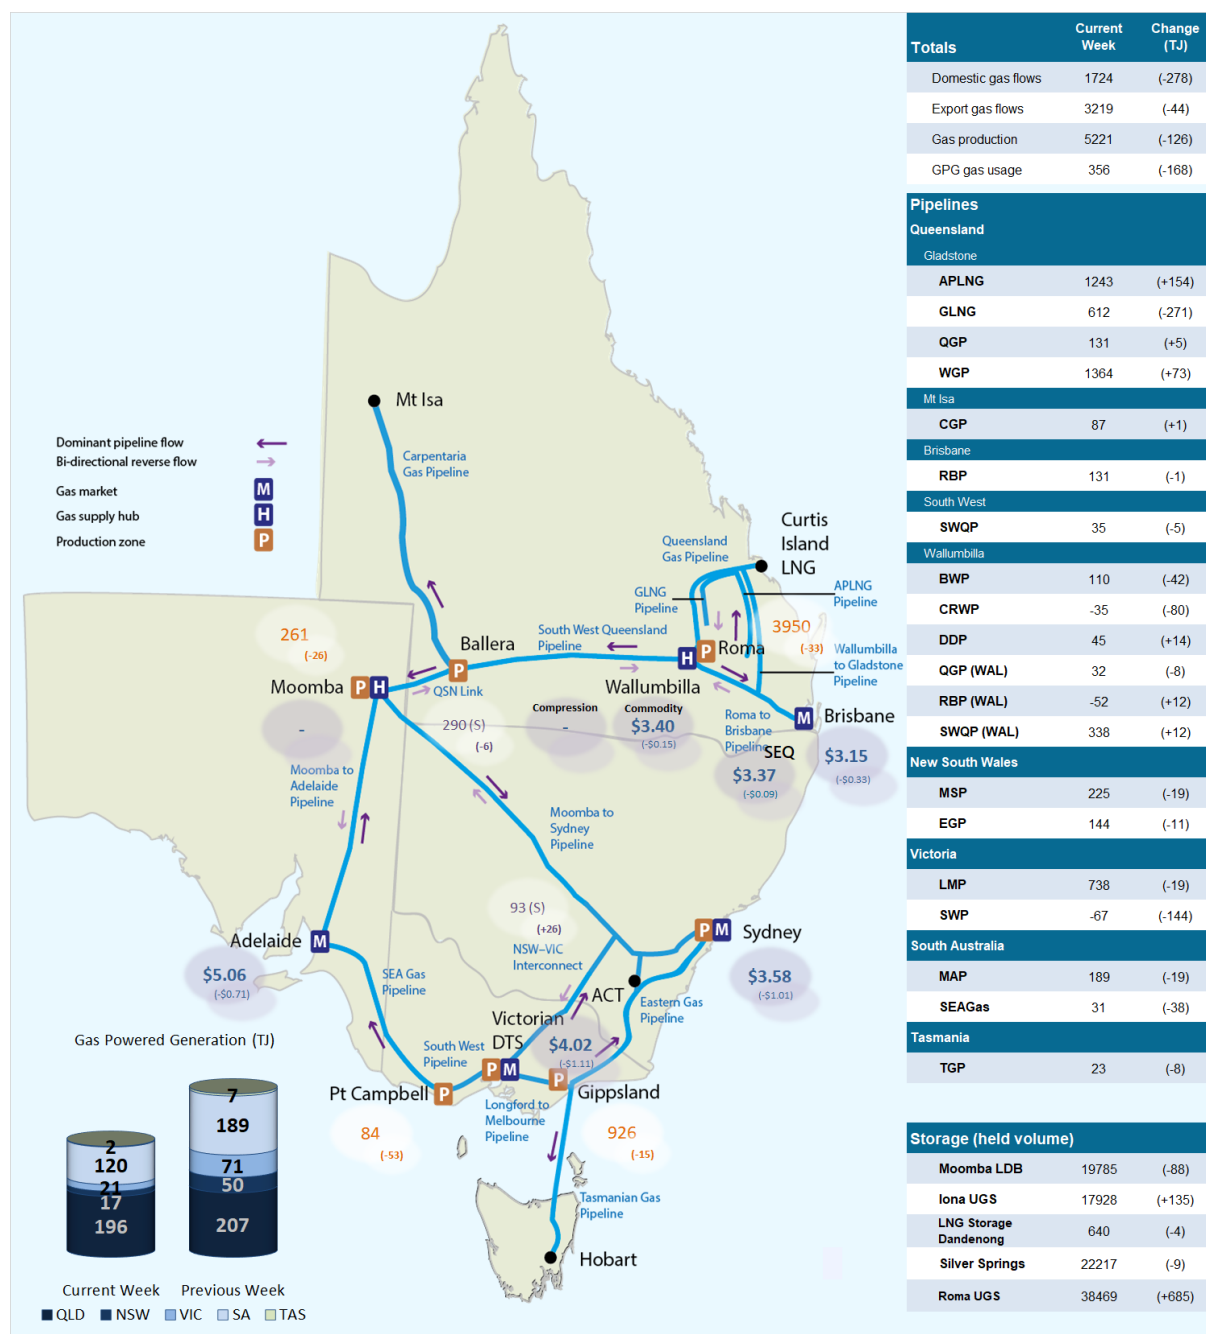 Mt Isa
Dominant pipeline flow
Bi-directional reverse flow
Gas market
M
Gas supply hub
H
Production zone
P
Carpentaria
Gas Pipeline
Curtis
Island
LNG
Queensland
Gas Pipeline
GLNG
Pipeline
APLNG
Pipeline
261
(-26)
3950
(-33)
Ballera
P
South West Queensland
Pipeline
H
P
Roma
Wallumbilla
to Gladstone
Pipeline
Moomba
P
H
QSN Link
Wallumbilla
-
290 (S)
(-6)
Compression
-
Commodity
$3.40
(-$0.15)
Roma to
Brisbane
Pipeline
M
Brisbane
SEQ
$3.37
(-$0.09)
$3.15
(-$0.33)
Moomba to
Adelaide
Pipeline
Moomba to
Sydney
Pipeline
93 (S)
(+26)
NSW–VIC
Interconnect
P
M
Sydney
$3.58
(-$1.01)
Adelaide
M
$5.06
(-$0.71)
SEA Gas
Pipeline
ACT
Eastern Gas
Pipeline
Victorian
DTS
$4.02
(-$1.11)
South West
Pipeline
P
M
P
Gippsland
926
(-15)
Pt Campbell
P
84
(-53)
Longford to
Melbourne
Pipeline
Tasmanian Gas
Pipeline
Hobart
Gas Powered Generation (TJ)
2
120
21
17
196
7
189
71
50
207
Current Week
Previous Week
QLD NSW VIC SA TAS
Totals Current Week Change (TJ)
Domestic gas flows 1724 (-278)
Export gas flows 3219 (-44)
Gas production 5221 (-126)
GPG gas usage 356 (-168)
Pipelines
Queensland
Gladstone
APLNG 1243 (+154)
GLNG 612 (-271)
QGP 131 (+5)
WGP 1364 (+73)
Mt Isa
CGP 87 (+1)
Brisbane
RBP 131 (-1)
South West
SWQP 35 (-5)
Wallumbilla
BWP 110 (-42)
CRWP -35 (-80)
DDP 45 (+14)
QGP (WAL) 32 (-8)
RBP (WAL) -52 (+12)
SWQP (WAL) 338 (+12)
New South Wales
MSP 225 (-19)
EGP 144 (-11)
Victoria
LMP 738 (-19)
SWP -67 (-144)
South Australia
MAP 189 (-19)
SEAGas 31 (-38)
Tasmania
TGP 23 (-8)
Storage (held volume)
Moomba LDB 19785 (-88)
Iona UGS 17928 (+135)
LNG Storage
Dandenong 640 (-4)
Silver Springs 22217 (-9)
Roma UGS 38469 (+685)